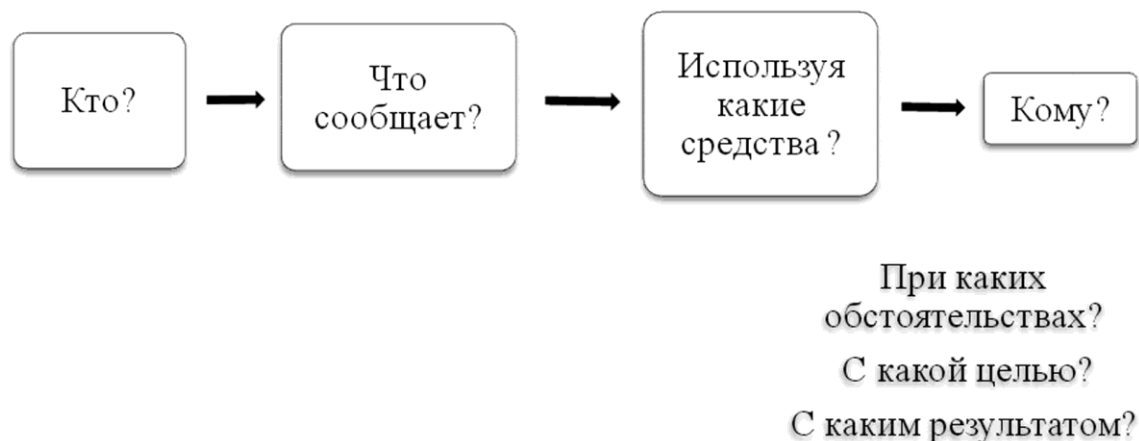 Кто?
Что
сообщает?
Используя
какие
средства ?
Кому?
При каких
обстоятельствах?
С какой целью?
С каким результатом?